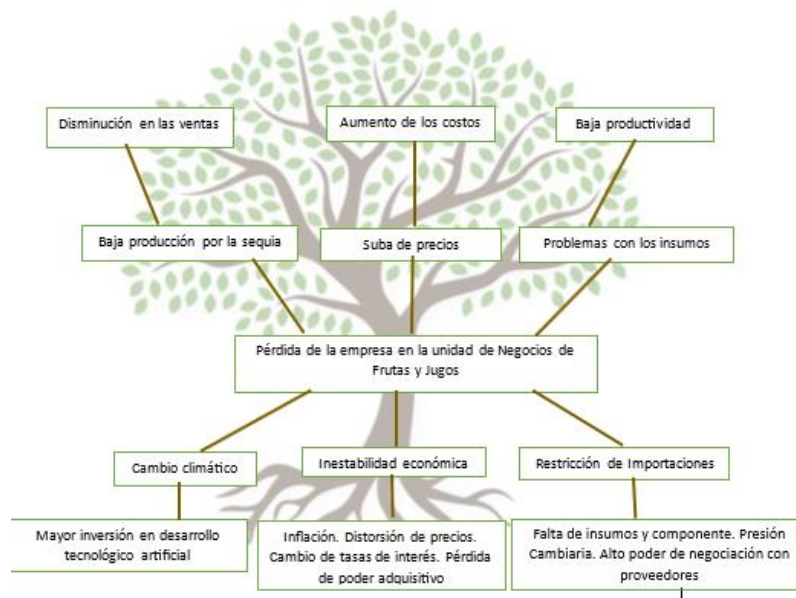 Disminución en las ventas
Aumento de los costos
Baja productividad
Baja producción por la sequia
Suba de precios
Problemas con los insumos
Pérdida de la empresa en la unidad de Negocios de
Frutas y Jugos
Cambio climático
Inestabilidad económica
Restricción de Importaciones
Mayor inversión en desarrollo
tecnológico artificial
Inflación. Distorsión de precios.
Cambio de tasas de interés. Pérdida
de poder adquisitivo
Falta de insumos y componente. Presión
Cambiaria. Alto poder de negociación con
proveedores